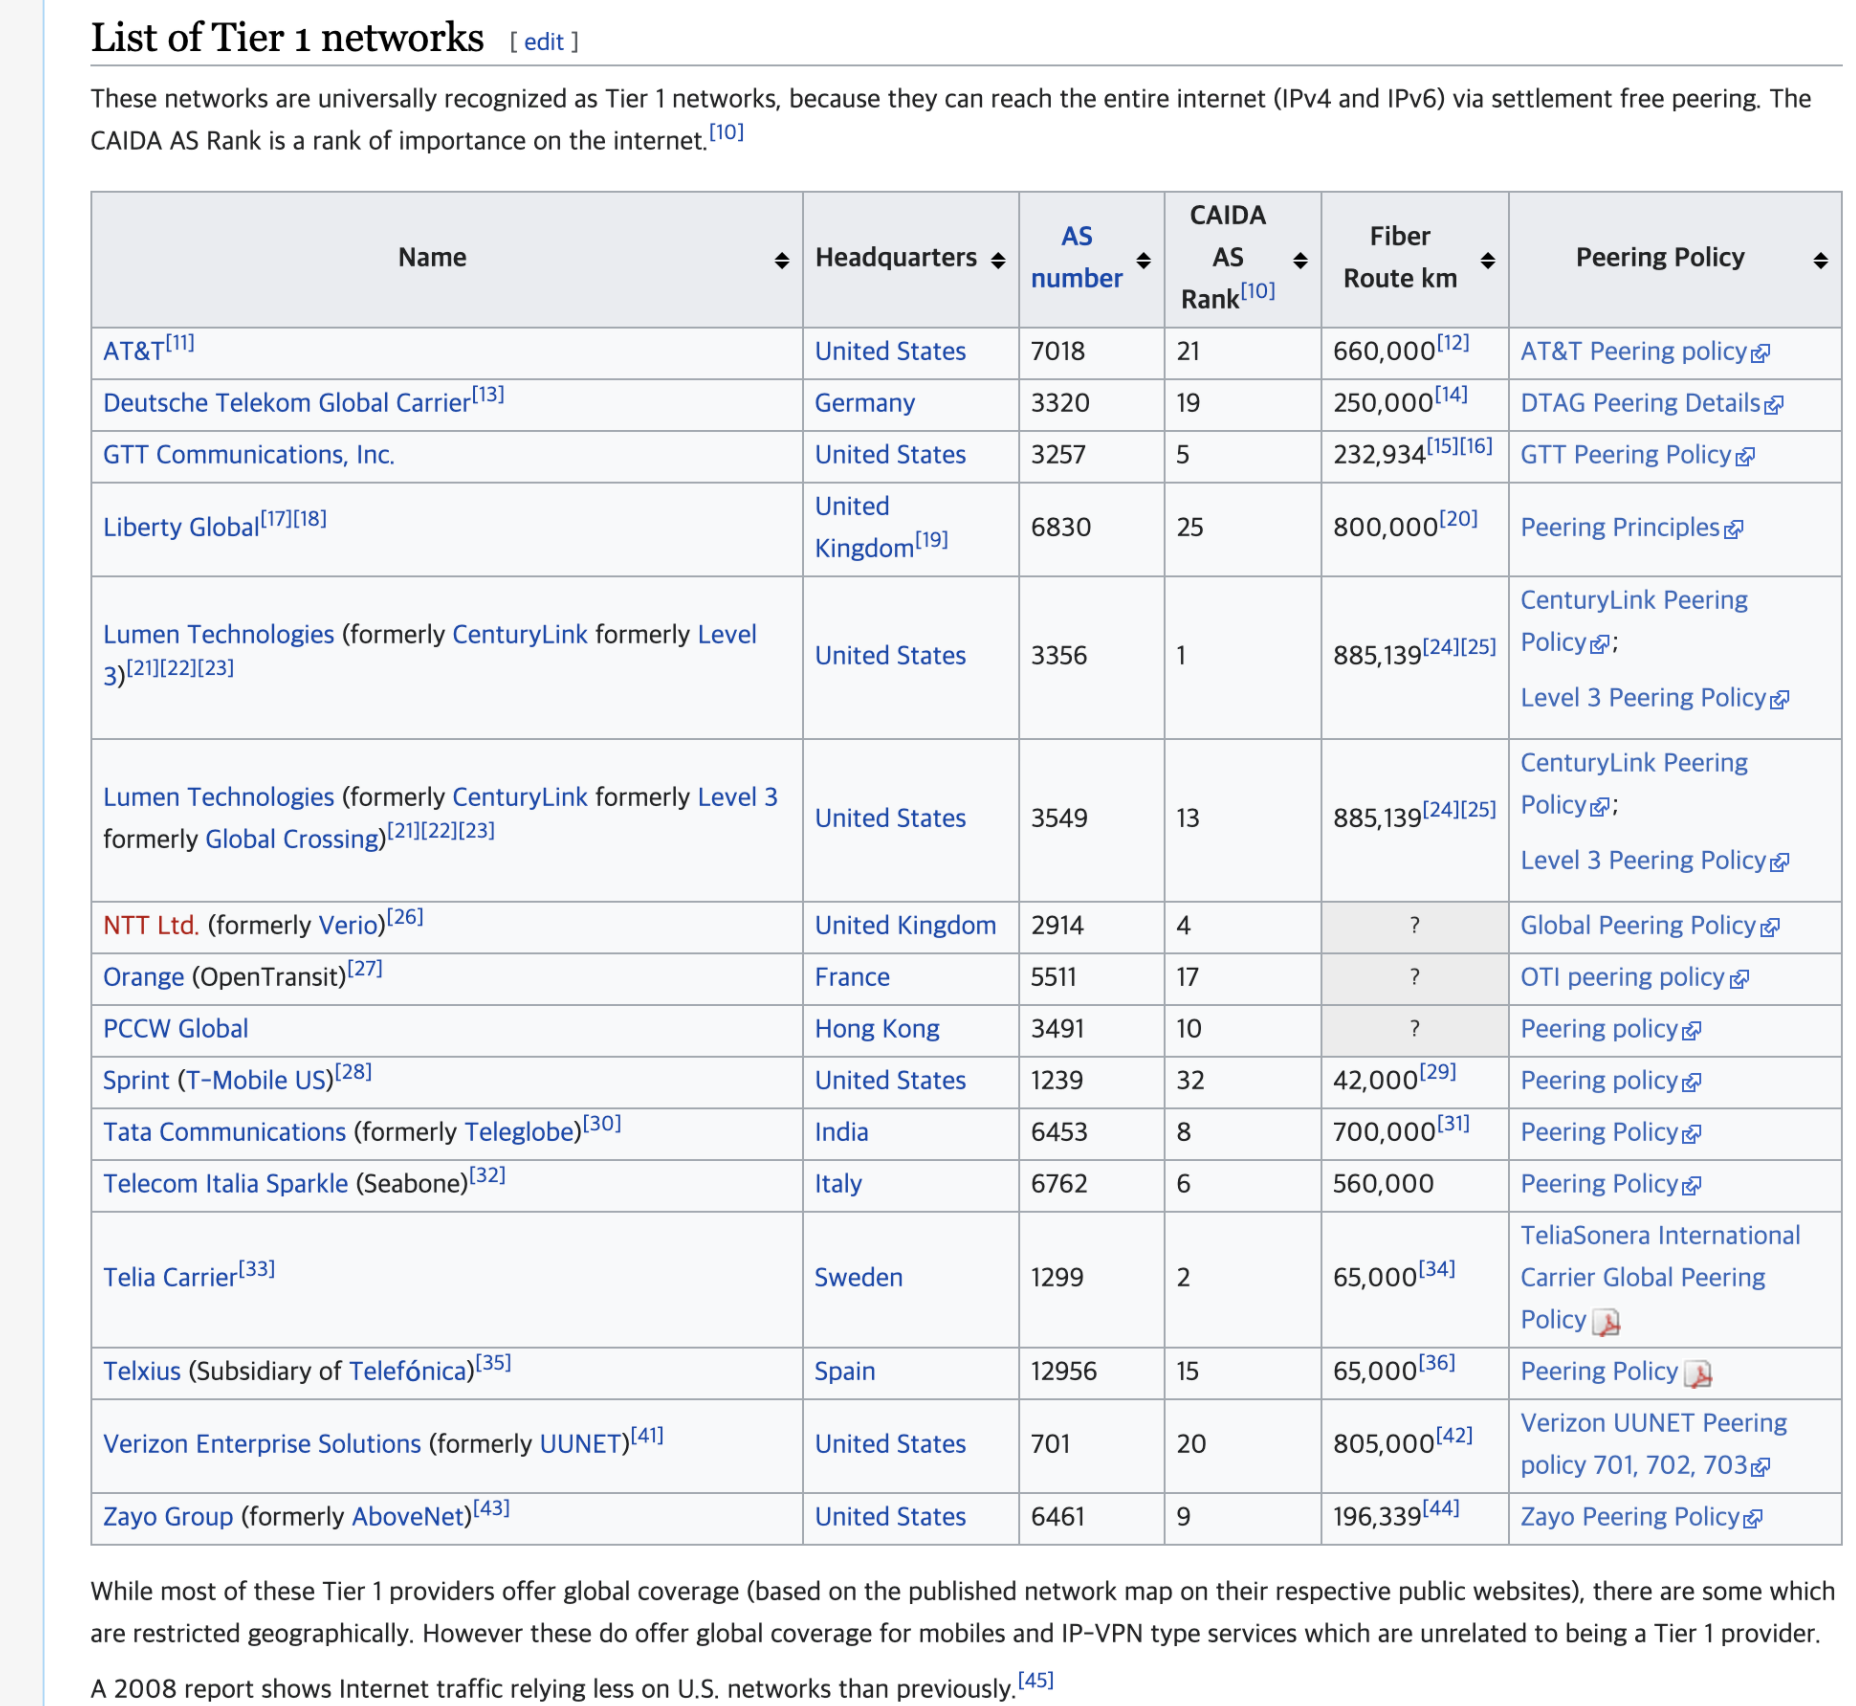 List of Tier 1 networks [ edit ]
These networks are universally recognized as Tier 1 networks, because they can reach the entire internet (IPv4 and IPv6) via settlement free peering. The
CAIDA AS Rank is a rank of importance on the internet.[10]
Name Headquarters AS number CAIDA AS Rank[10] Fiber Route km Peering Policy
AT&T[11] United States 7018 21 660,000[12] AT&T Peering policy
Deutsche Telekom Global Carrier[13] Germany 3320 19 250,000[14] DTAG Peering Details
GTT Communications, Inc. United States 3257 5 232,934[15][16] GTT Peering Policy
Liberty Global[17][18] United Kingdom[19] 6830 25 800,000[20] Peering Principles
Lumen Technologies (formerly CenturyLink formerly Level 3)[21][22][23] United States 3356 1 885,139[24][25] CenturyLink Peering Policy; Level 3 Peering Policy
Lumen Technologies (formerly CenturyLink formerly Level 3 formerly Global Crossing)[21][22][23] United States 3549 13 885,139[24][25] CenturyLink Peering Policy; Level 3 Peering Policy
NTT Ltd. (formerly Verio)[26] United Kingdom 2914 4 ? Global Peering Policy
Orange (OpenTransit)[27] France 5511 17 ? OTI peering policy
PCCW Global Hong Kong 3491 10 ? Peering policy
Sprint (T-Mobile US)[28] United States 1239 32 42,000[29] Peering policy
Tata Communications (formerly Teleglobe)[30] India 6453 8 700,000[31] Peering Policy
Telecom Italia Sparkle (Seabone)[32] Italy 6762 6 560,000 Peering Policy
Telia Carrier[33] Sweden 1299 2 65,000[34] TeliaSonera International Carrier Global Peering Policy
Telxius (Subsidiary of Telefónica)[35] Spain 12956 15 65,000[36] Peering Policy
Verizon Enterprise Solutions (formerly UUNET)[41] United States 701 20 805,000[42] Verizon UUNET Peering policy 701, 702, 703
Zayo Group (formerly AboveNet)[43] United States 6461 9 196,339[44] Zayo Peering Policy
While most of these Tier 1 providers offer global coverage (based on the published network map on their respective public websites), there are some which
are restricted geographically. However these do offer global coverage for mobiles and IP-VPN type services which are unrelated to being a Tier 1 provider.
A 2008 report shows Internet traffic relying less on U.S. networks than previously.[45]